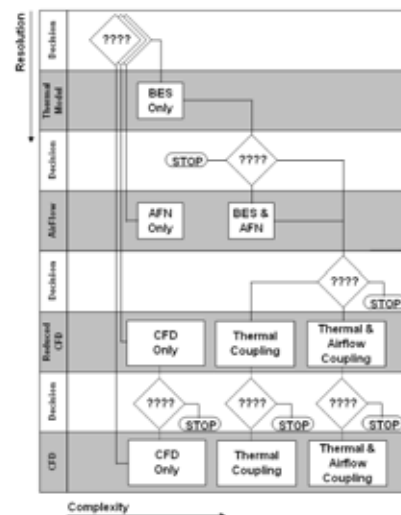 Resolution
Decision
????
Thermal Model
BES
Only
Decision
STOP
????
Airflow
AFN
Only
BES &
AFN
Decision
????
STOP
Reduced
CFD
CFD
Only
Thermal
Coupling
Thermal &
Airflow
Coupling
Decision
????
????
????
STOP
STOP
STOP
CFD
CFD
Only
Thermal
Coupling
Thermal &
Airflow
Coupling
Complexity